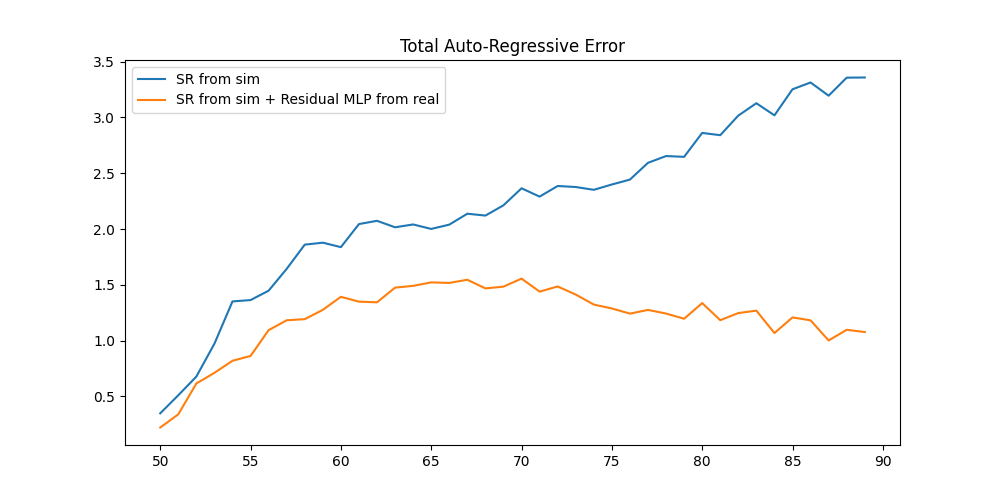 Total Auto-Regressive Error
SR from sim
SR from sim + Residual MLP from real
3.5
3.0
2.5
2.0
1.5
1.0
0.5
50 55 60 65 70 75 80 85 90